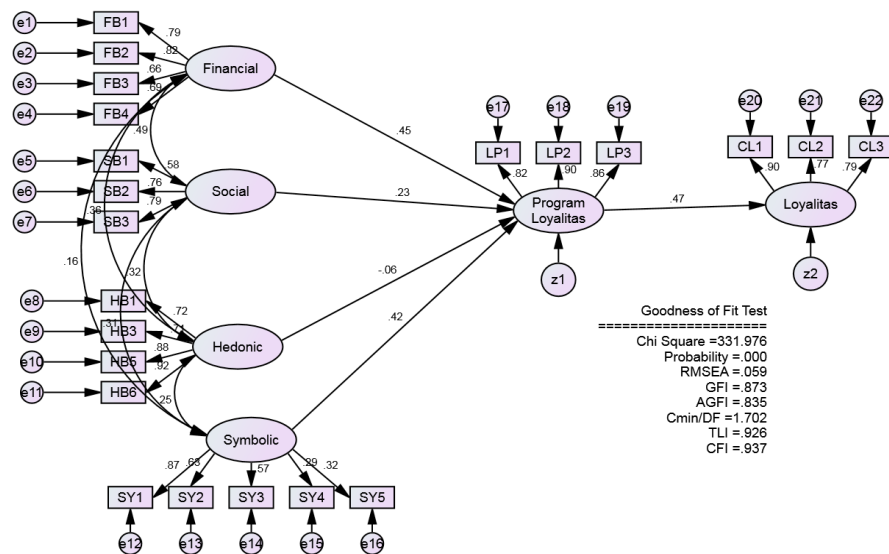 e1 FB1 .79
e2 FB2 .82
e3 FB3 .66
e4 FB4 .69
Financial
.49
e5 SB1 .58
e6 SB2 .76
e7 SB3 .79
Social
.36
.16
.32
.31
.25
e8 HB1 .72
e9 HB3 .71
e10 HB5 .88
e11 HB6 .92
Hedonic
Symbolic
.87 .63 .57 .29 .32
SY1 SY2 SY3 SY4 SY5
e12 e13 e14 e15 e16
.45
.23
-.06
.42
e17 e18 e19
LP1 LP2 LP3
.82 .90 .86
Program
Loyalitas
z1
.47
e20 e21 e22
CL1 CL2 CL3
.90 .77 .79
Loyalitas
z2
Goodness of Fit Test
=====================
Chi Square =331.976
Probability =.000
RMSEA =.059
GFI =.873
AGFI =.835
Cmin/DF =1.702
TLI =.926
CFI =.937